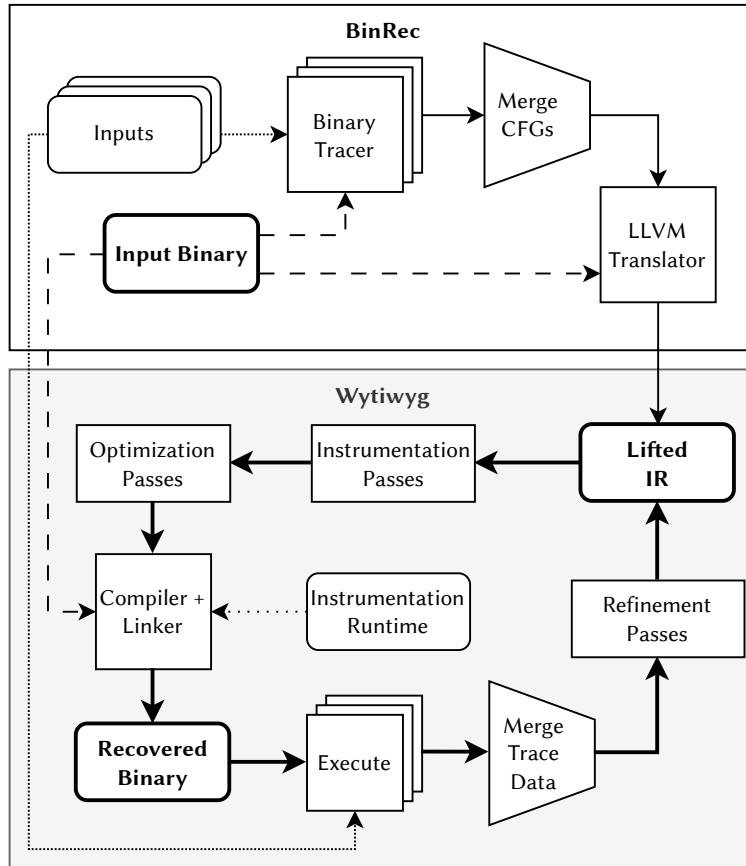 BinRec
Inputs
Binary
Tracer
Merge
CFGs
Input Binary
LLVM
Translator
Wytiwyg
Optimization
Passes
Instrumentation
Passes
Lifted
IR
Compiler +
Linker
Instrumentation
Runtime
Refinement
Passes
Recovered
Binary
Execute
Merge
Trace
Data